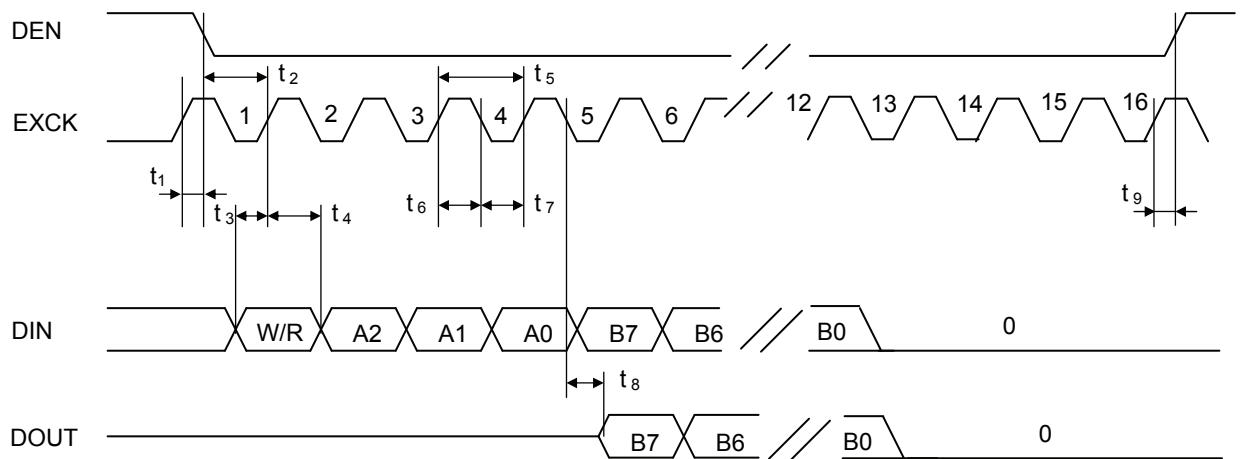 DEN
t2 t5
EXCK 1 2 3 4 5 6 12 13 14 15 16
t1 t3 t4 t6 t7 t9
DIN W/R A2 A1 A0 B7 B6 B0 0
t8
DOUT B7 B6 B0 0